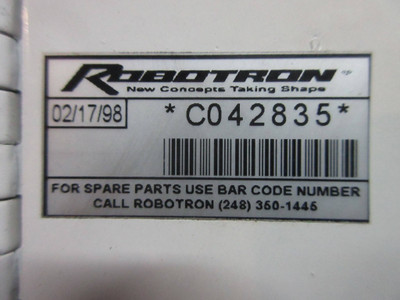 ROBOTRON
New Concepts Taking Shape
02/17/98 *C042835*
FOR SPARE PARTS USE BAR CODE NUMBER
CALL ROBOTRON (248) 350-1445